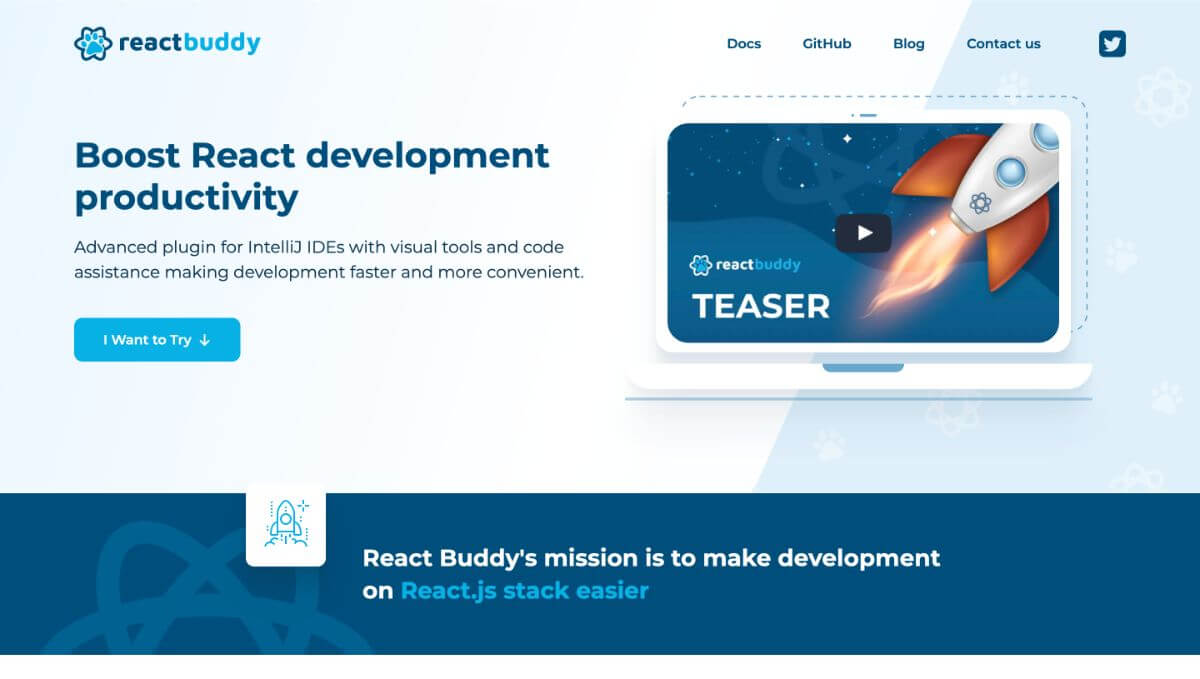 reactbuddy
Docs
GitHub
Blog
Contact us
Boost React development
productivity
Advanced plugin for IntelliJ IDEs with visual tools and code
assistance making development faster and more convenient.
I Want to Try ↓
reactbuddy
TEASER
React Buddy's mission is to make development
on React.js stack easier